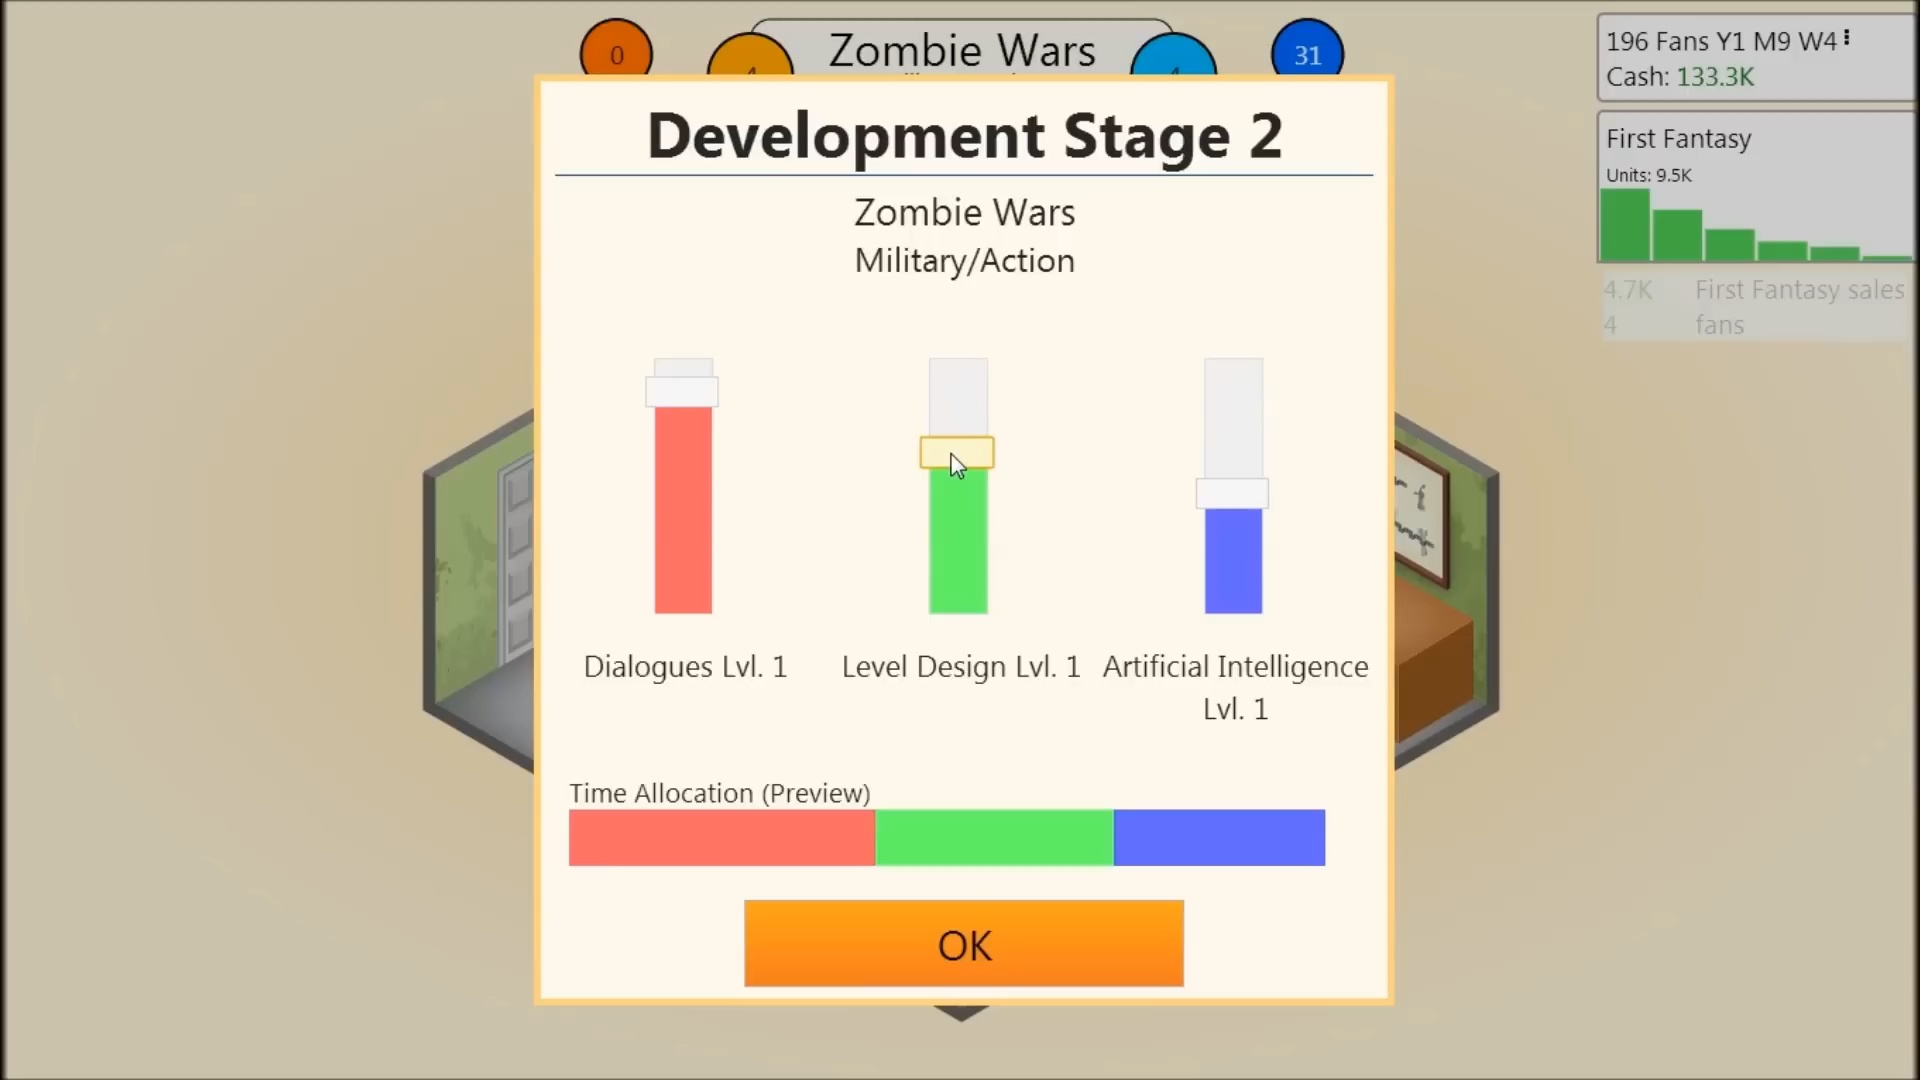 0
Zombie Wars
31
196 Fans Y1 M9 W4
Cash: 133.3K
Development Stage 2
First Fantasy
Units: 9.5K
Zombie Wars
Military/Action
4.7K First Fantasy sales
4 fans
Dialogues Lvl. 1
Level Design Lvl. 1
Artificial Intelligence
Lvl. 1
Time Allocation (Preview)
OK